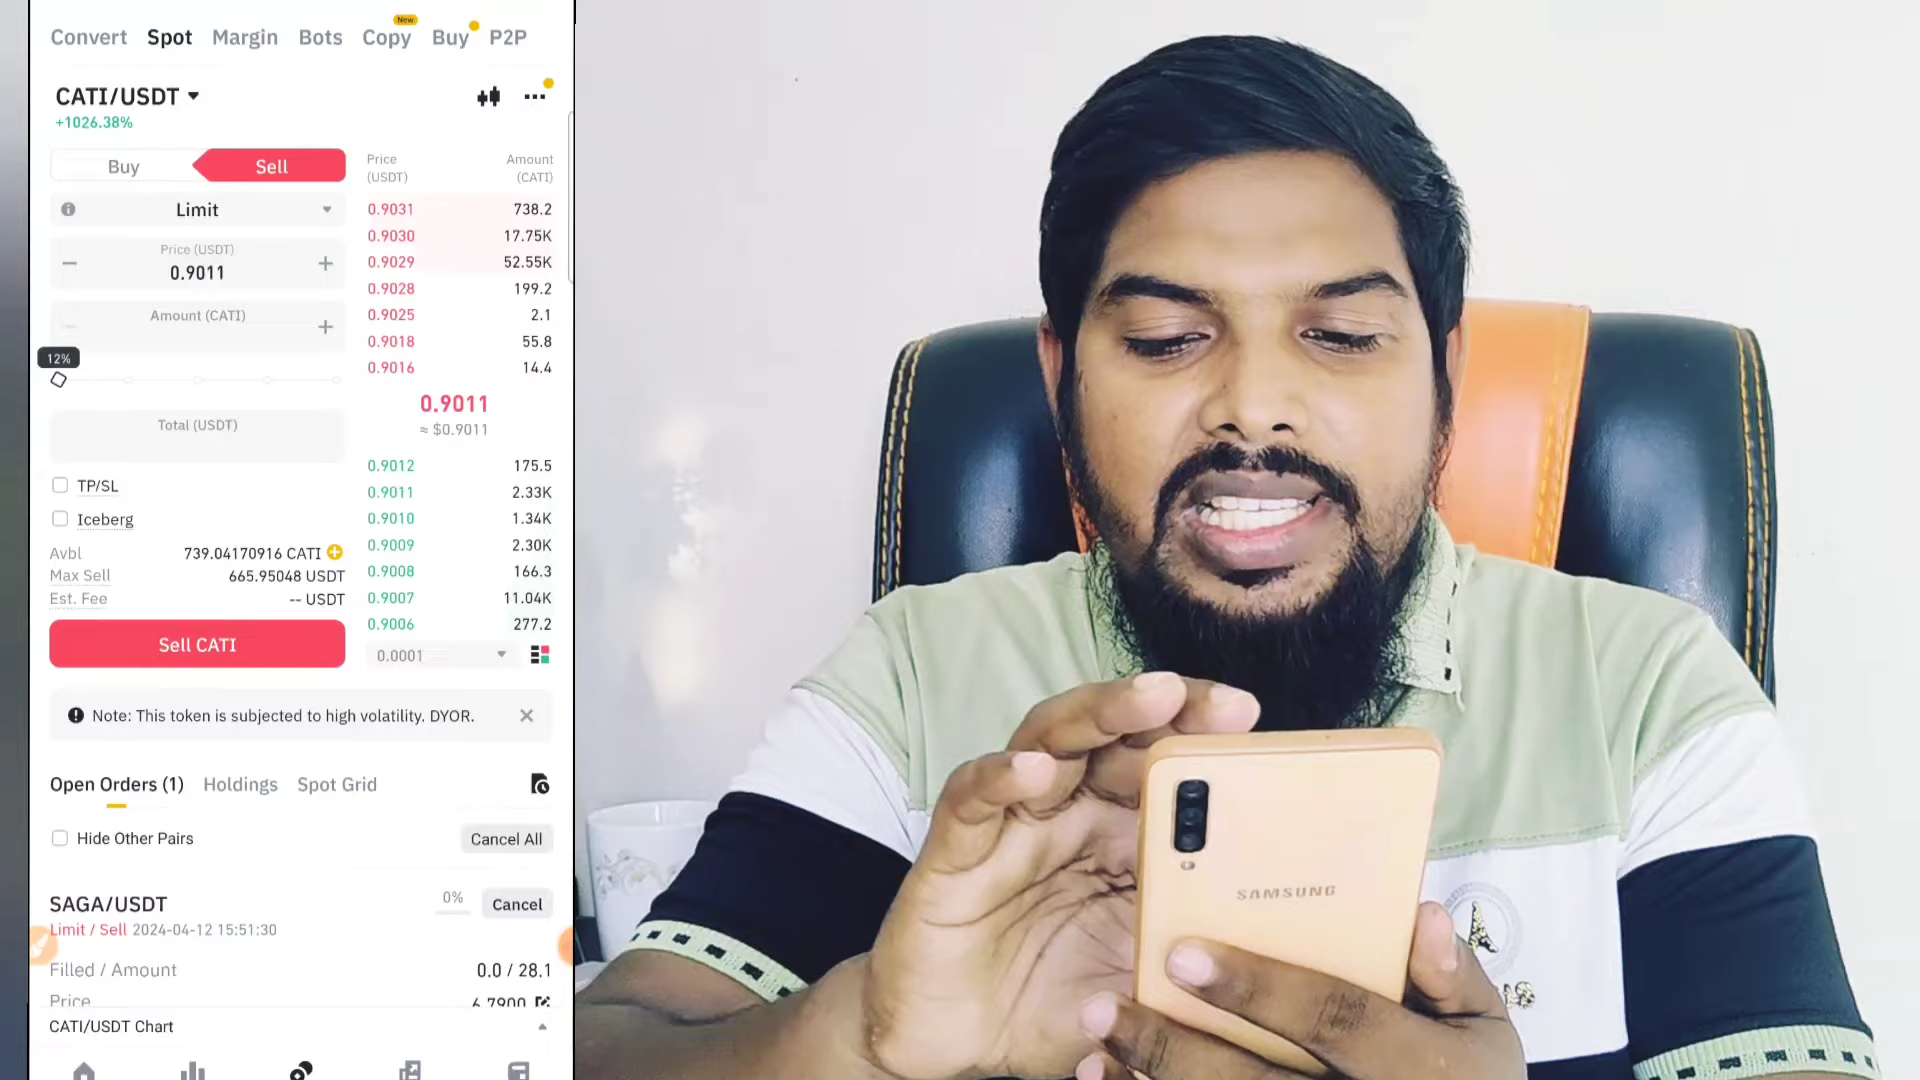 New
Convert Spot Margin Bots Copy Buy P2P
CATI/USDT
+1026.38%
Buy Sell
Limit
Price (USDT)
0.9011
Amount (CATI)
12%
Total (USDT)
TP/SL
Iceberg
Avbl 739.04170916 CATI
Max Sell 665.95048 USDT
Est. Fee -- USDT
Sell CATI
Price Amount
(USDT) (CATI)
0.9031 738.2
0.9030 17.75K
0.9029 52.55K
0.9028 199.2
0.9025 2.1
0.9018 55.8
0.9016 14.4
0.9011
≈ $0.9011
0.9012 175.5
0.9011 2.33K
0.9010 1.34K
0.9009 2.30K
0.9008 166.3
0.9007 11.04K
0.9006 277.2
0.0001
Note: This token is subjected to high volatility. DYOR.
Open Orders (1) Holdings Spot Grid
Hide Other Pairs Cancel All
SAGA/USDT 0% Cancel
Limit / Sell 2024-04-12 15:51:30
Filled / Amount 0.0 / 28.1
Price 6.7900
CATI/USDT Chart
SAMSUNG